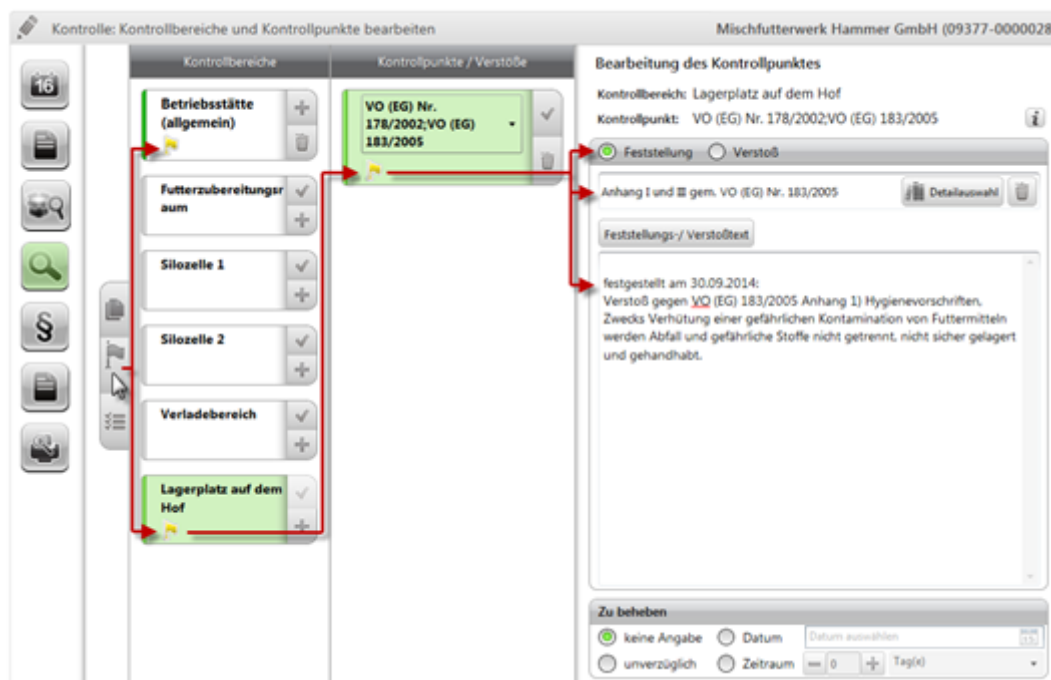 Kontrolle: Kontrollbereiche und Kontrollpunkte bearbeiten
Mischfutterwerk Hammer GmbH (09377-0000028
16
§
Kontrollbereiche
Betriebsstätte
(allgemein)
Futterzubereitungsr
aum
Silozelle 1
Silozelle 2
Verladebereich
Lagerplatz auf dem
Hof
Kontrollpunkte / Verstöße
VO (EG) Nr.
178/2002;VO (EG)
183/2005
Bearbeitung des Kontrollpunktes
Kontrollbereich: Lagerplatz auf dem Hof
Kontrollpunkt: VO (EG) Nr. 178/2002;VO (EG) 183/2005
i
Feststellung Verstoß
Anhang I und III gem. VO (EG) Nr. 183/2005
Detailauswahl
Feststellungs-/ Verstoßtext
festgestellt am 30.09.2014:
Verstoß gegen VO (EG) 183/2005 Anhang 1) Hygienevorschriften.
Zwecks Verhütung einer gefährlichen Kontamination von Futtermitteln
werden Abfall und gefährliche Stoffe nicht getrennt, nicht sicher gelagert
und gehandhabt.
Zu beheben
keine Angabe Datum Datum auswählen 15
unverzüglich Zeitraum 0 Tag(e)